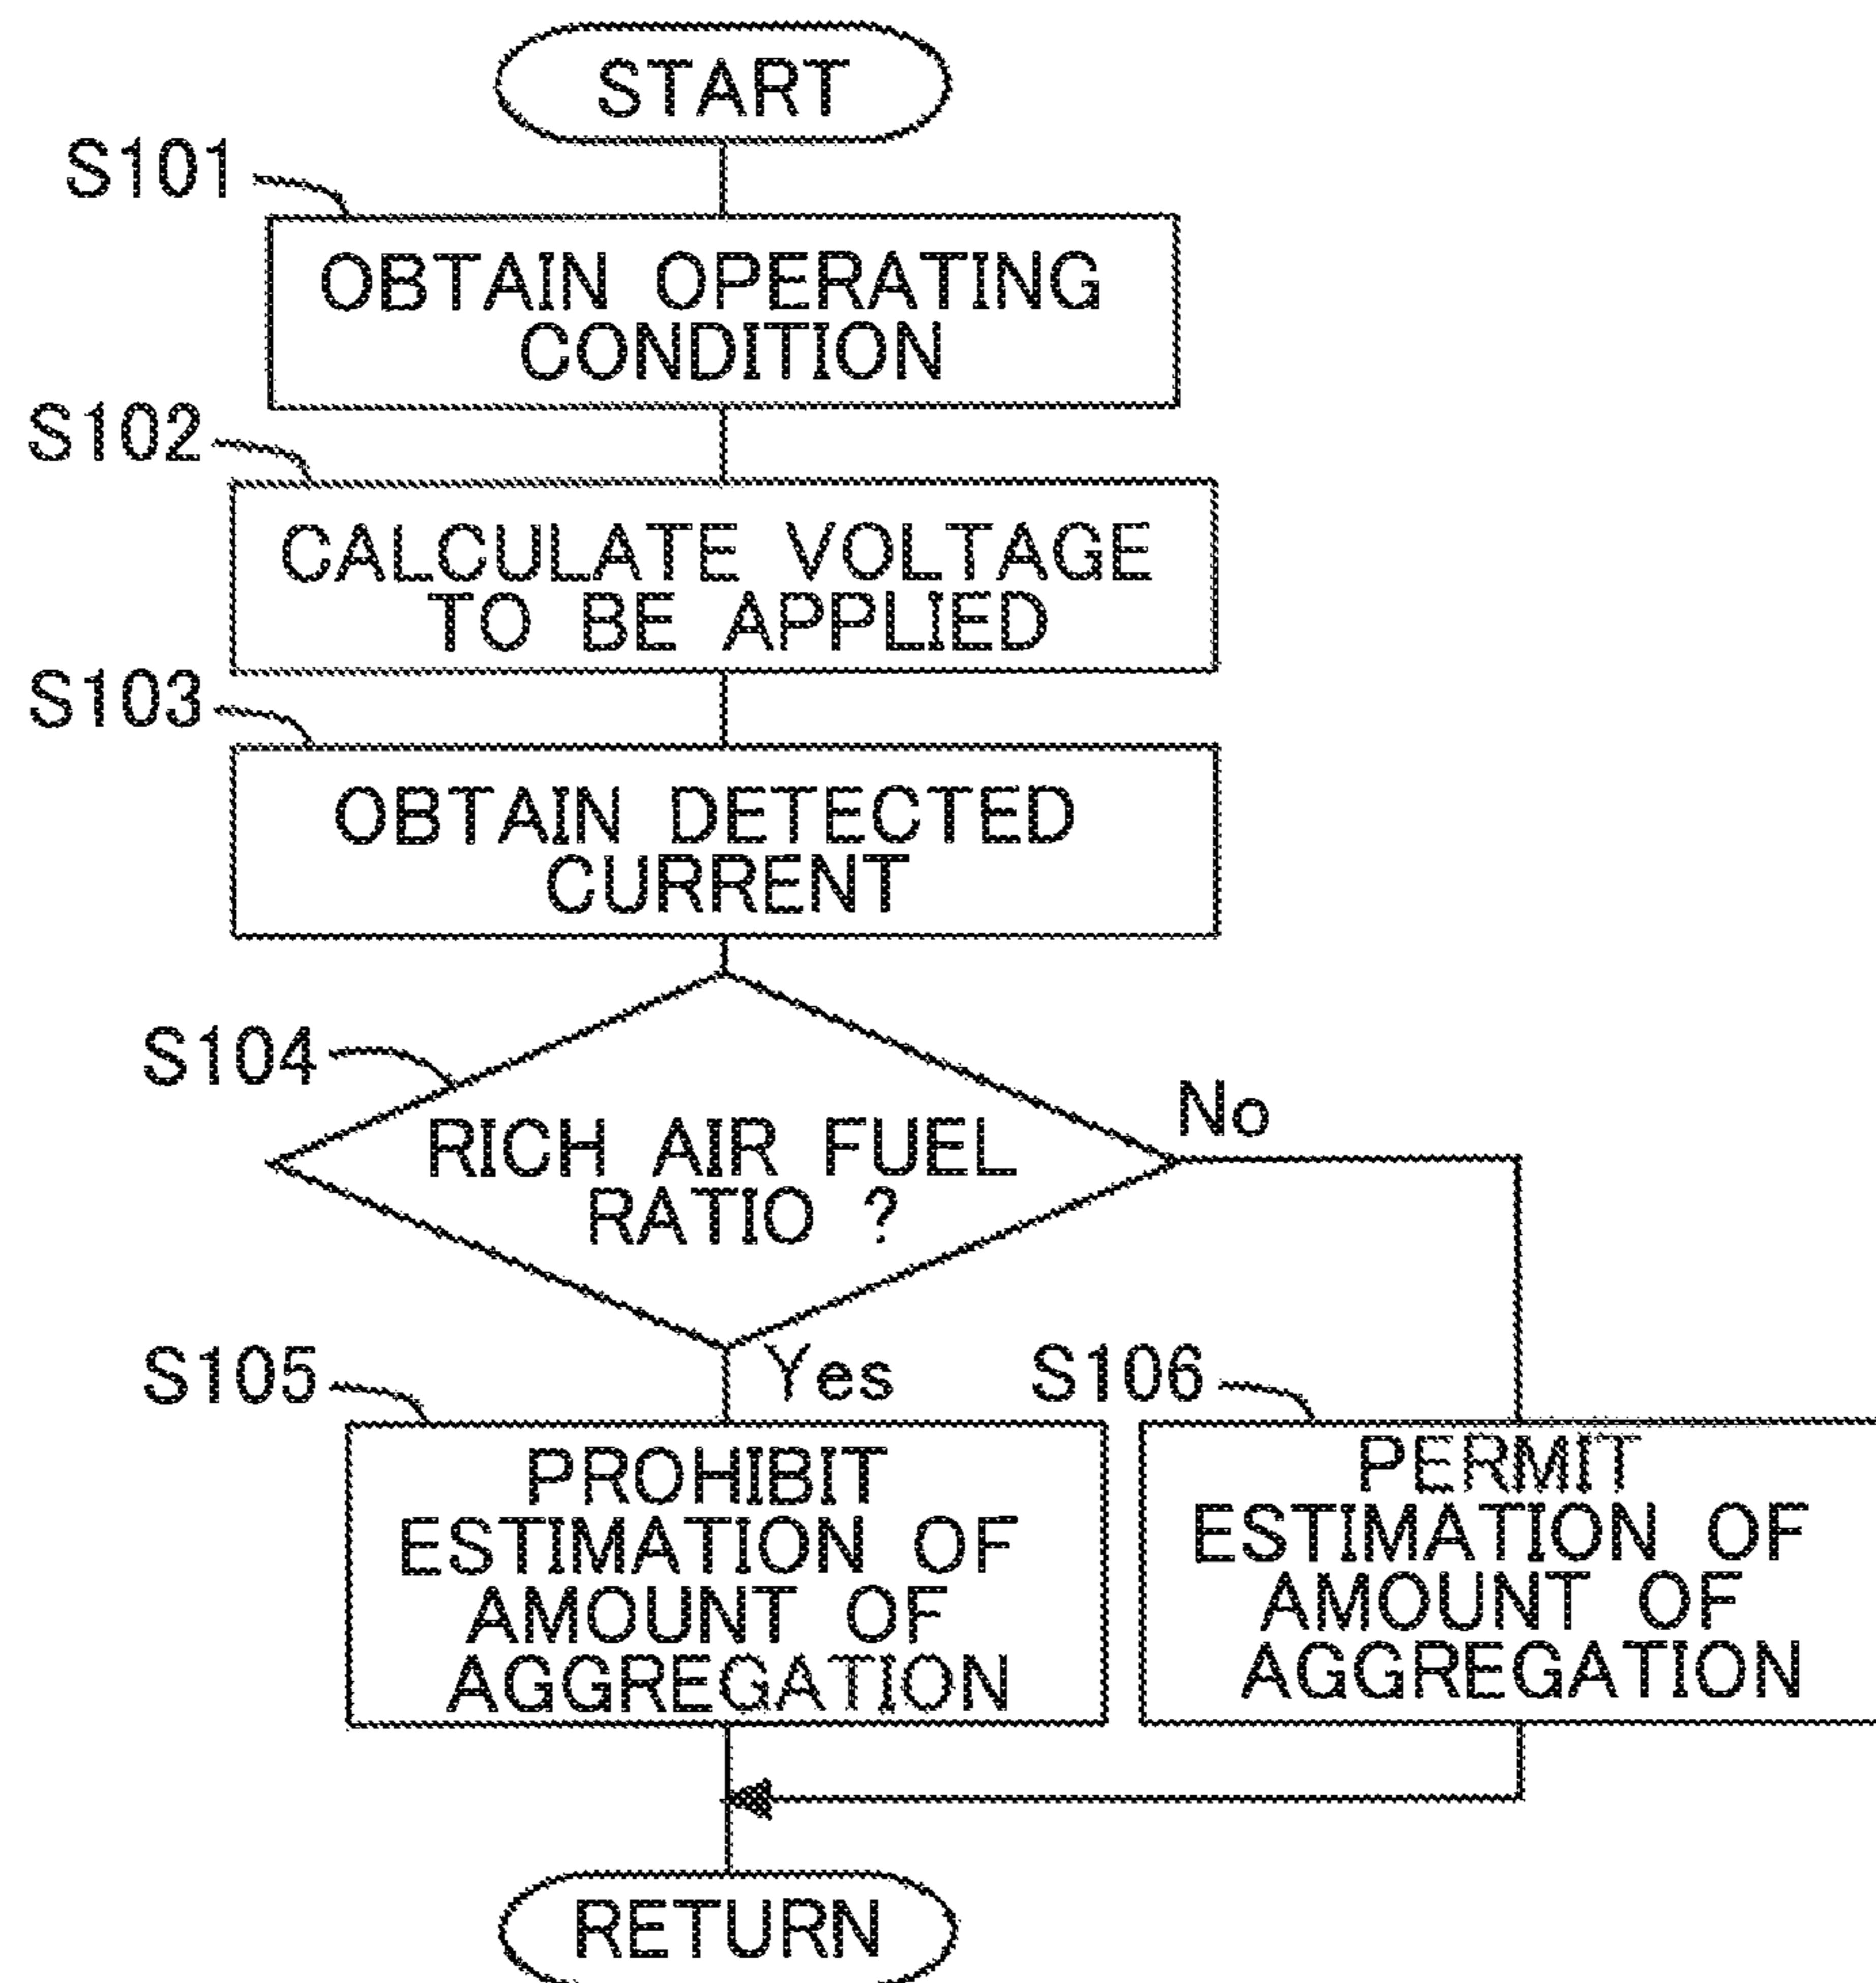 START
S101
OBTAIN OPERATING
CONDITION
S102
CALCULATE VOLTAGE
TO BE APPLIED
S103
OBTAIN DETECTED
CURRENT
S104
RICH AIR FUEL
RATIO ?
No
Yes
S105
PROHIBIT
ESTIMATION OF
AMOUNT OF
AGGREGATION
S106
PERMIT
ESTIMATION OF
AMOUNT OF
AGGREGATION
RETURN